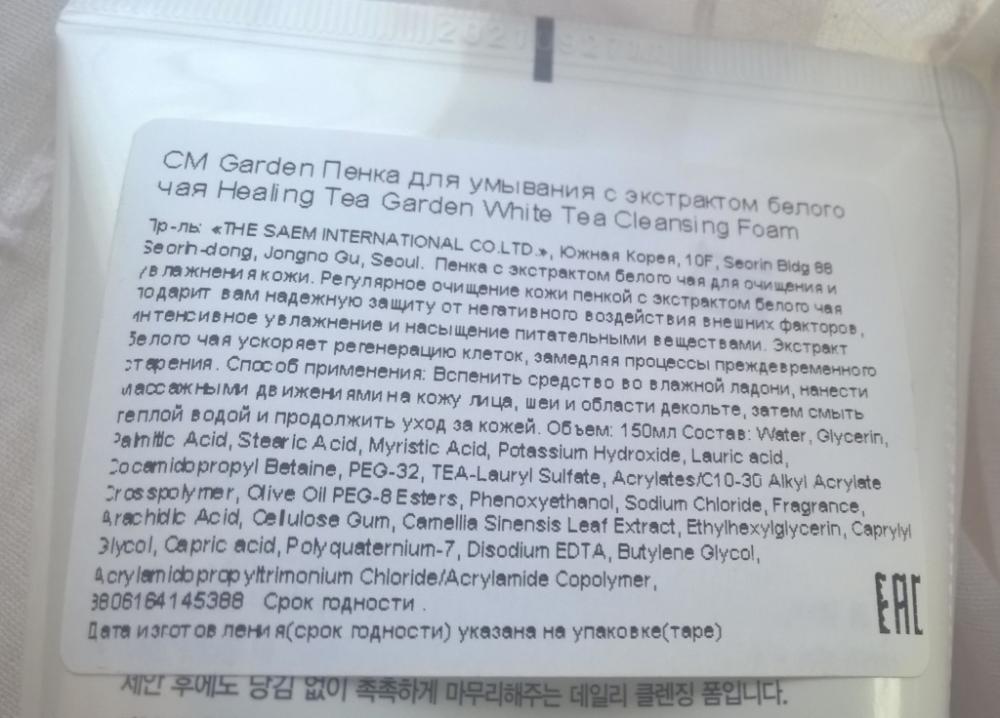 СМ Garden Пенка для умывания с экстрактом белого
чая Healing Tea Garden White Tea Cleansing Foam
Пр-ль: «THE SAEM INTERNATIONAL CO.LTD.», Южная Корея, 10F, Seorin Bldg 88
Seorin-dong, Jongno Gu, Seoul. Пенка с экстрактом белого чая для очищения и
увлажнения кожи. Регулярное очищение кожи пенкой с экстрактом белого чая
подарит вам надежную защиту от негативного воздействия внешних факторов,
интенсивное увлажнение и насыщение питательными веществами. Экстракт
белого чая ускоряет регенерацию клеток, замедляя процессы преждевременного
старения. Способ применения: Вспенить средство во влажной ладони, нанести
массажными движениями на кожу лица, шеи и области декольте, затем смыть
теплой водой и продолжить уход за кожей. Объем: 150мл Состав: Water, Glycerin,
Palmitic Acid, Stearic Acid, Myristic Acid, Potassium Hydroxide, Lauric acid,
Cocamidopropyl Betaine, PEG-32, TEA-Lauryl Sulfate, Acrylates/C10-30 Alkyl Acrylate
Crosspolymer, Olive Oil PEG-8 Esters, Phenoxyethanol, Sodium Chloride, Fragrance,
Arachidic Acid, Cellulose Gum, Camellia Sinensis Leaf Extract, Ethylhexylglycerin, Caprylyl
Glycol, Capric acid, Polyquaternium-7, Disodium EDTA, Butylene Glycol,
Acrylamidopropyltrimonium Chloride/Acrylamide Copolymer,
8806164145388 Срок годности .
Дата изготовления(срок годности) указана на упаковке(таре)
EAC
세안 후에도 당김 없이 촉촉하게 마무리해주는 데일리 클렌징 폼입니다.